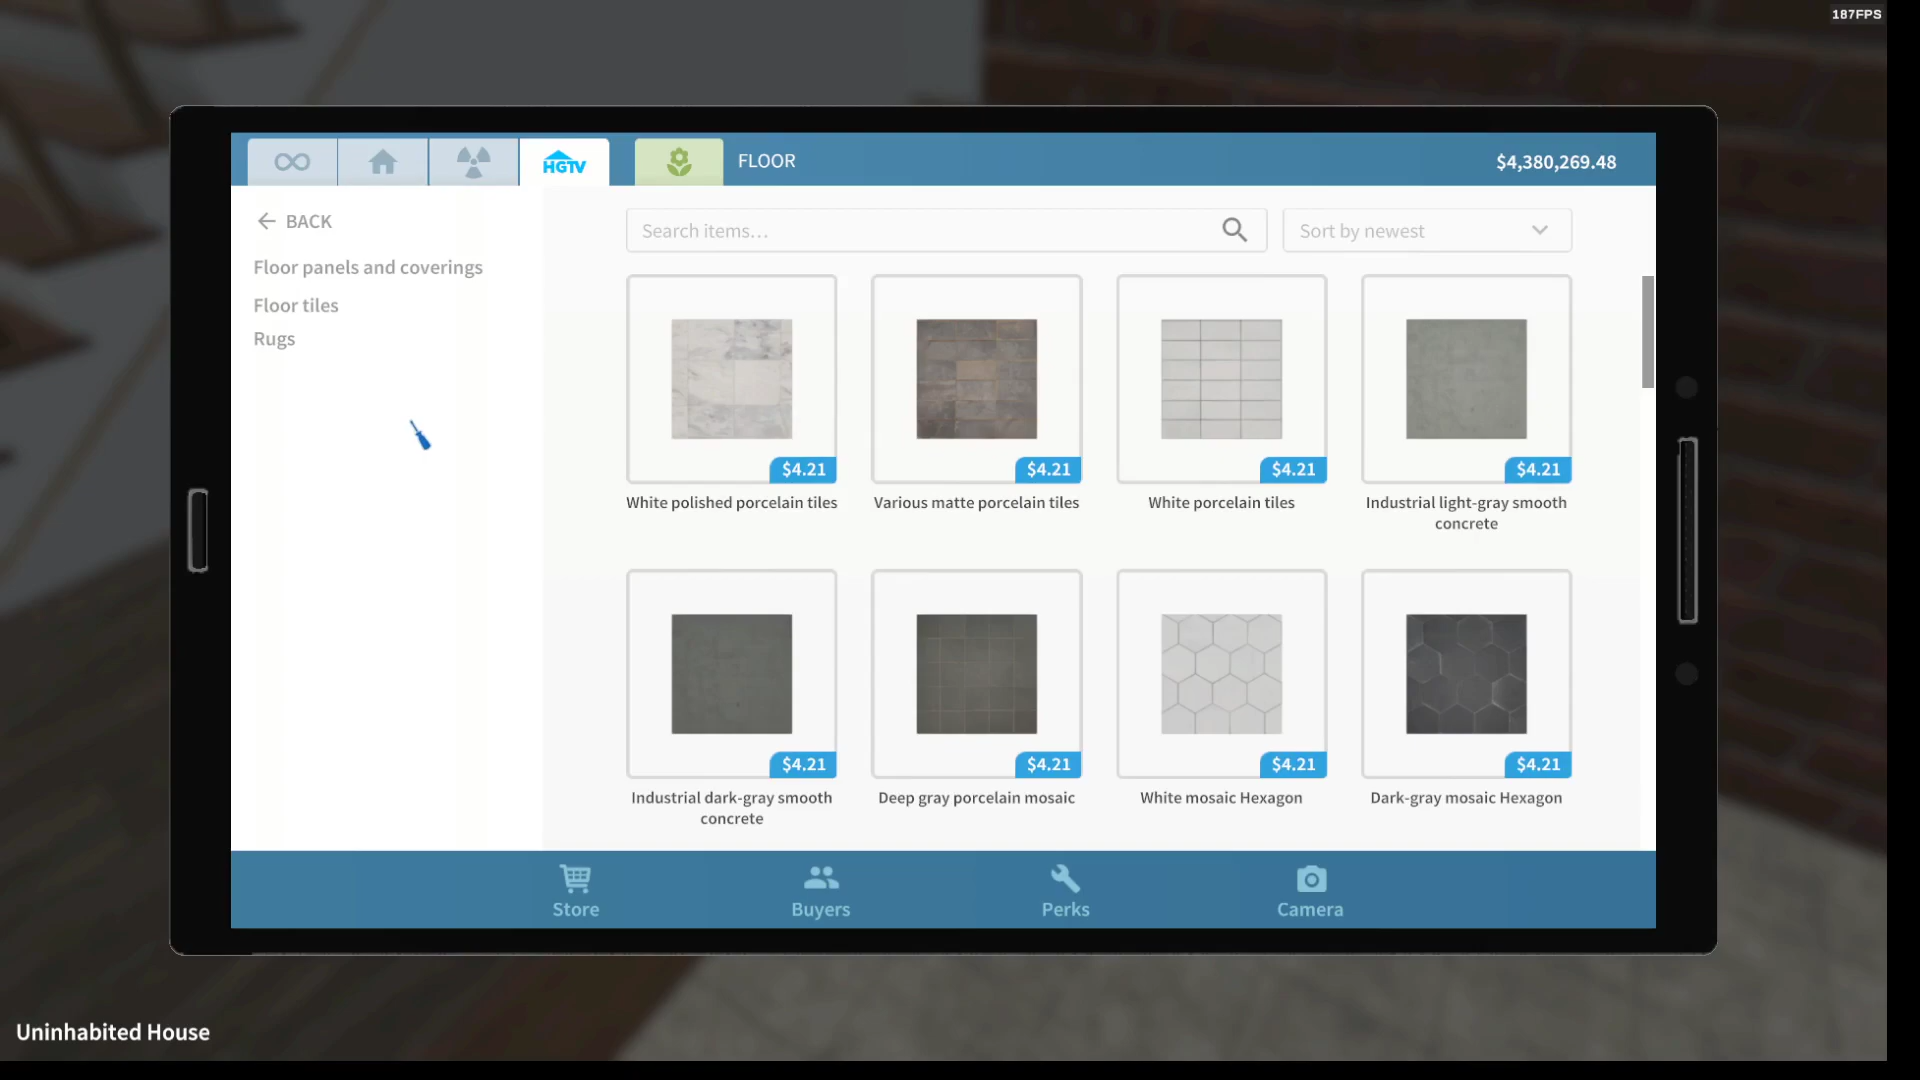 187FPS
HGTV
FLOOR
$4,380,269.48
BACK
Floor panels and coverings
Floor tiles
Rugs
Search items...
Sort by newest
$4.21
$4.21
$4.21
$4.21
White polished porcelain tiles
Various matte porcelain tiles
White porcelain tiles
Industrial light-gray smooth
concrete
$4.21
$4.21
$4.21
$4.21
Industrial dark-gray smooth
concrete
Deep gray porcelain mosaic
White mosaic Hexagon
Dark-gray mosaic Hexagon
Store
Buyers
Perks
Camera
Uninhabited House